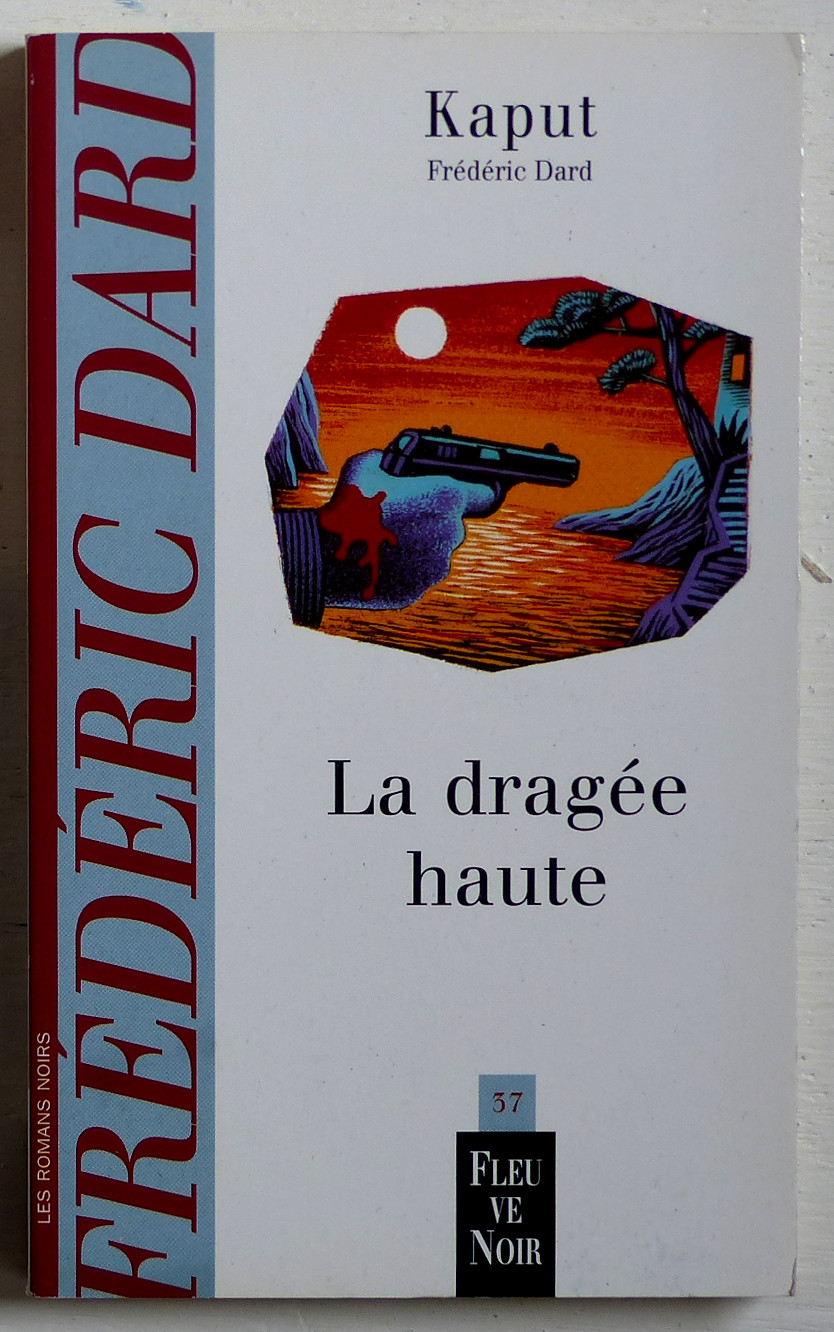 FRÉDÉRIC DARD
LES ROMANS NOIRS
Kaput
Frédéric Dard
La dragée
haute
37
FLEU
VE
NOIR